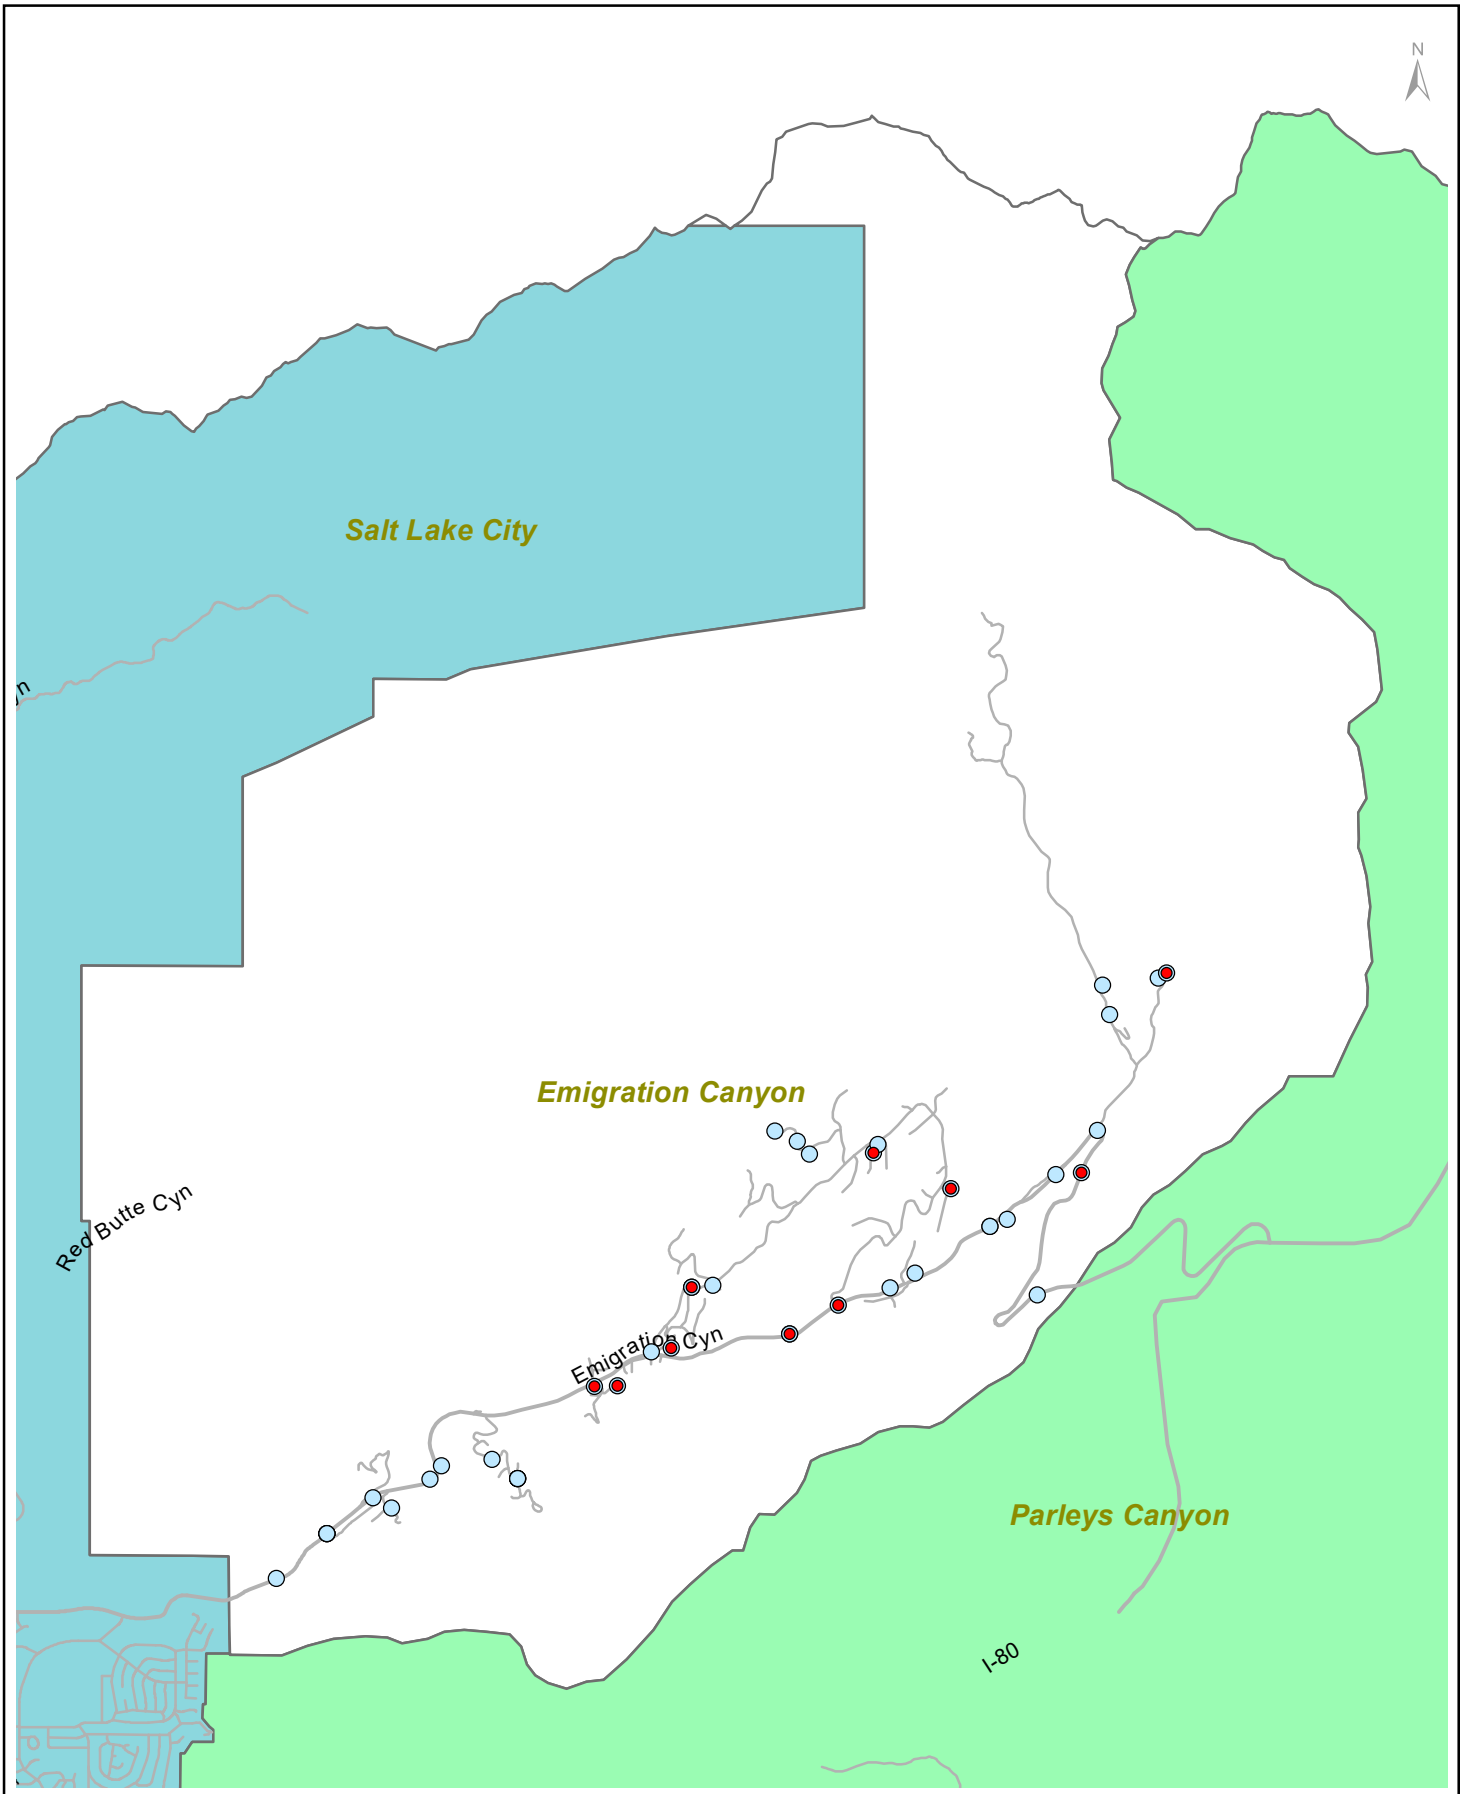 N
Salt Lake City
Emigration Canyon
Red Butte Cyn
Emigration Cyn
Parleys Canyon
I-80